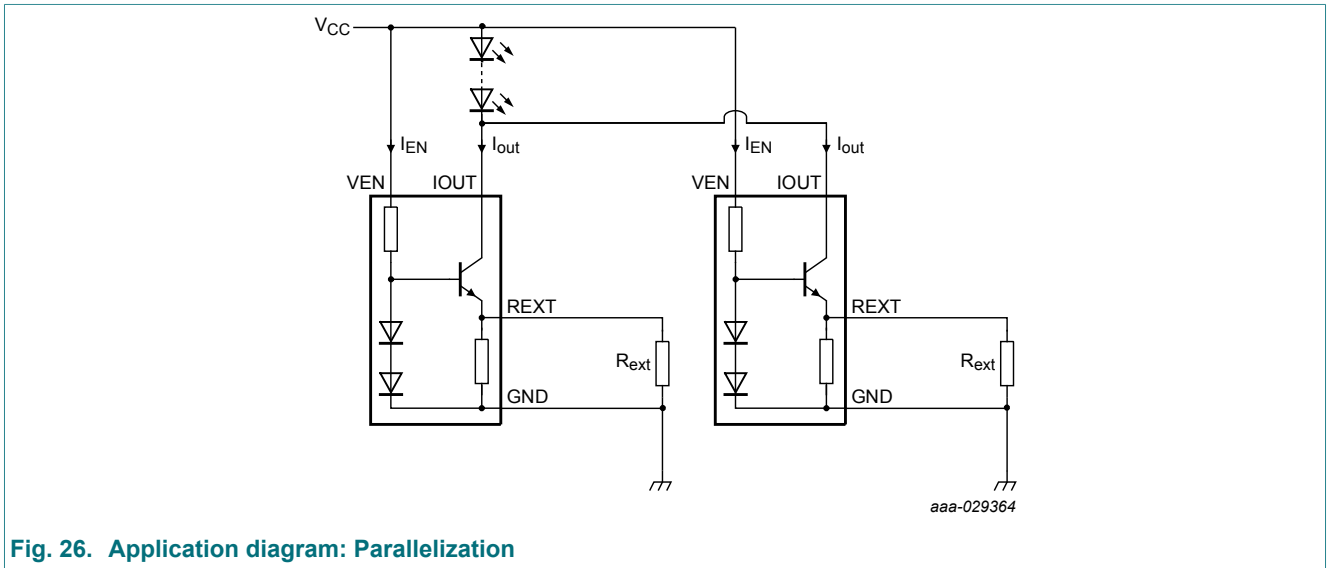 VCC
IEN
Iout
IEN
Iout
VEN
IOUT
VEN
IOUT
REXT
REXT
Rext
Rext
GND
GND
aaa-029364
Fig. 26. Application diagram: Parallelization